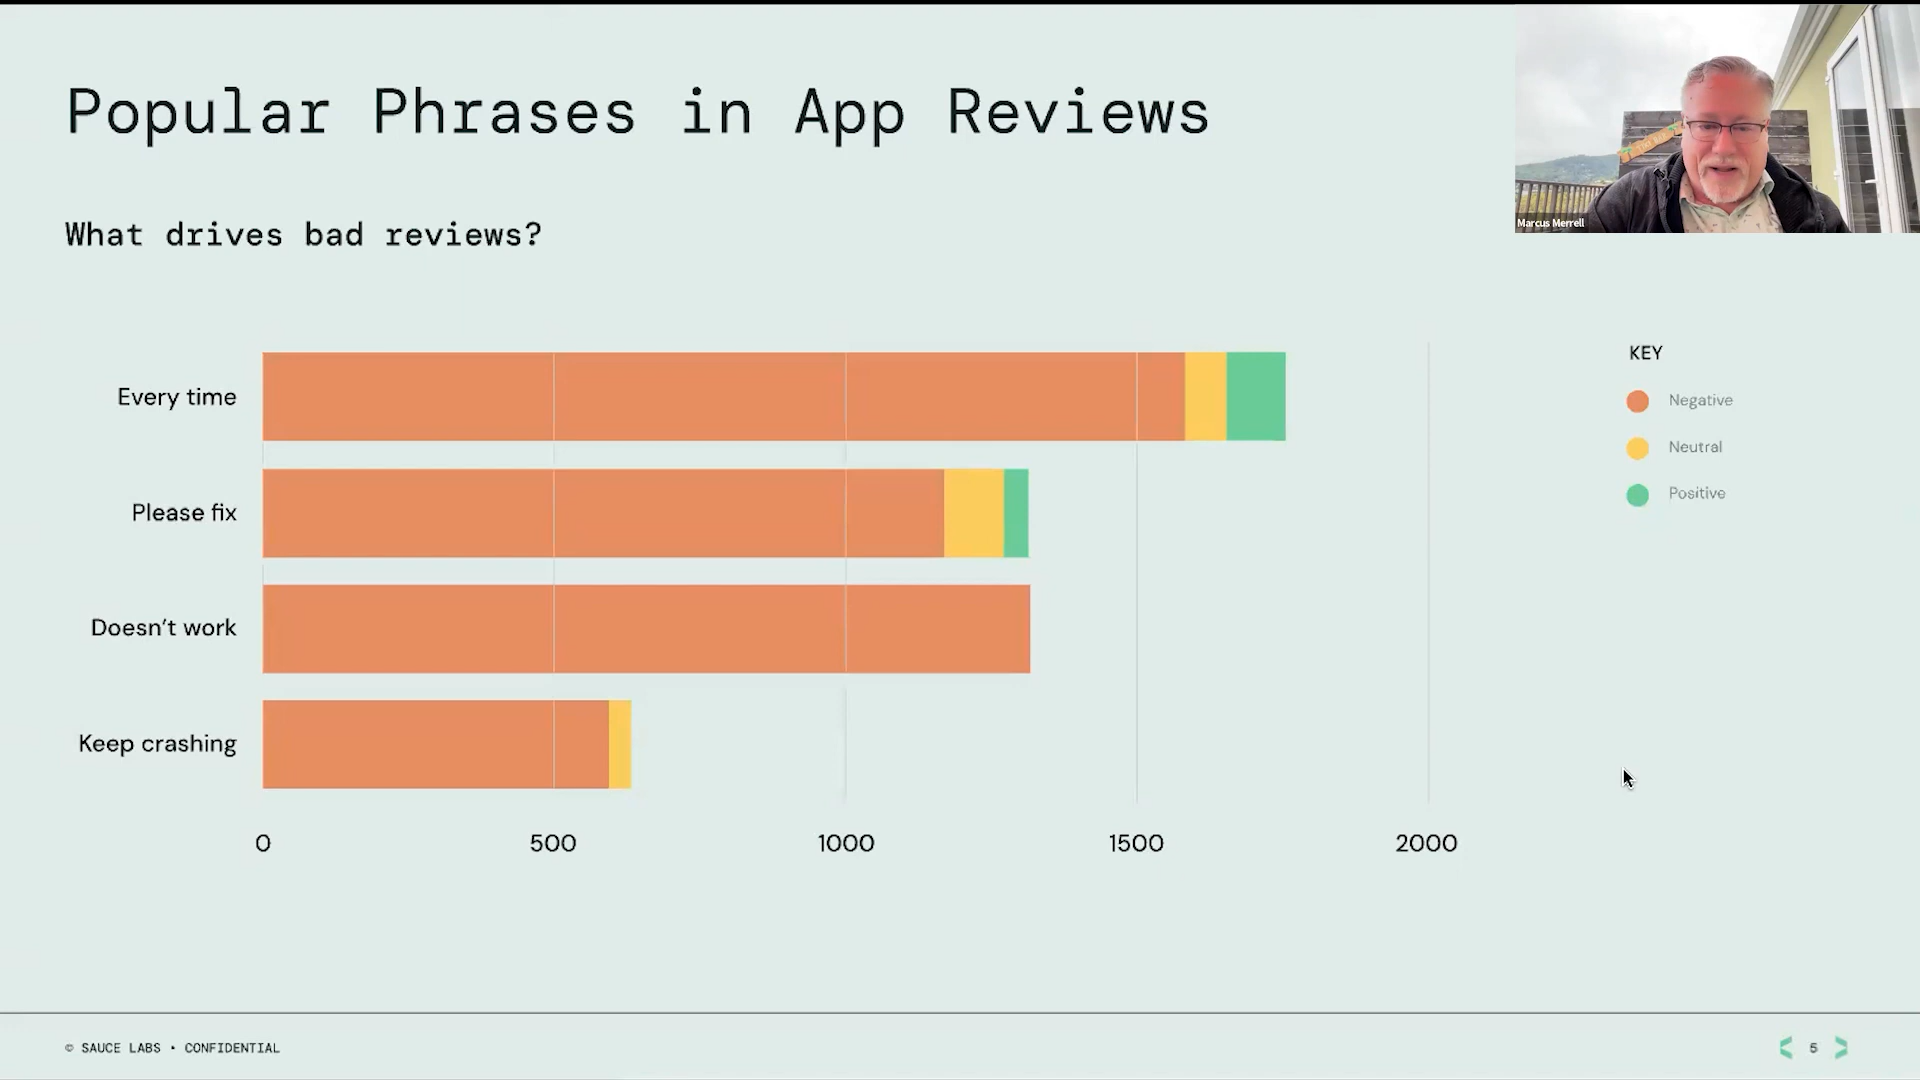 Popular Phrases in App Reviews
Marcus Merrell
What drives bad reviews?
KEY
Negative
Neutral
Positive
Every time
Please fix
Doesn’t work
Keep crashing
0 500 1000 1500 2000
© SAUCE LABS • CONFIDENTIAL
< 5 >